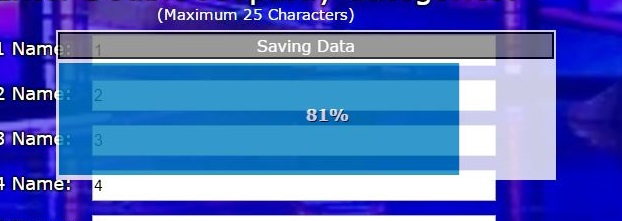 (Maximum 25 Characters)
Saving Data
1 Name: 1
2 Name: 2
81%
3 Name: 3
4 Name: 4